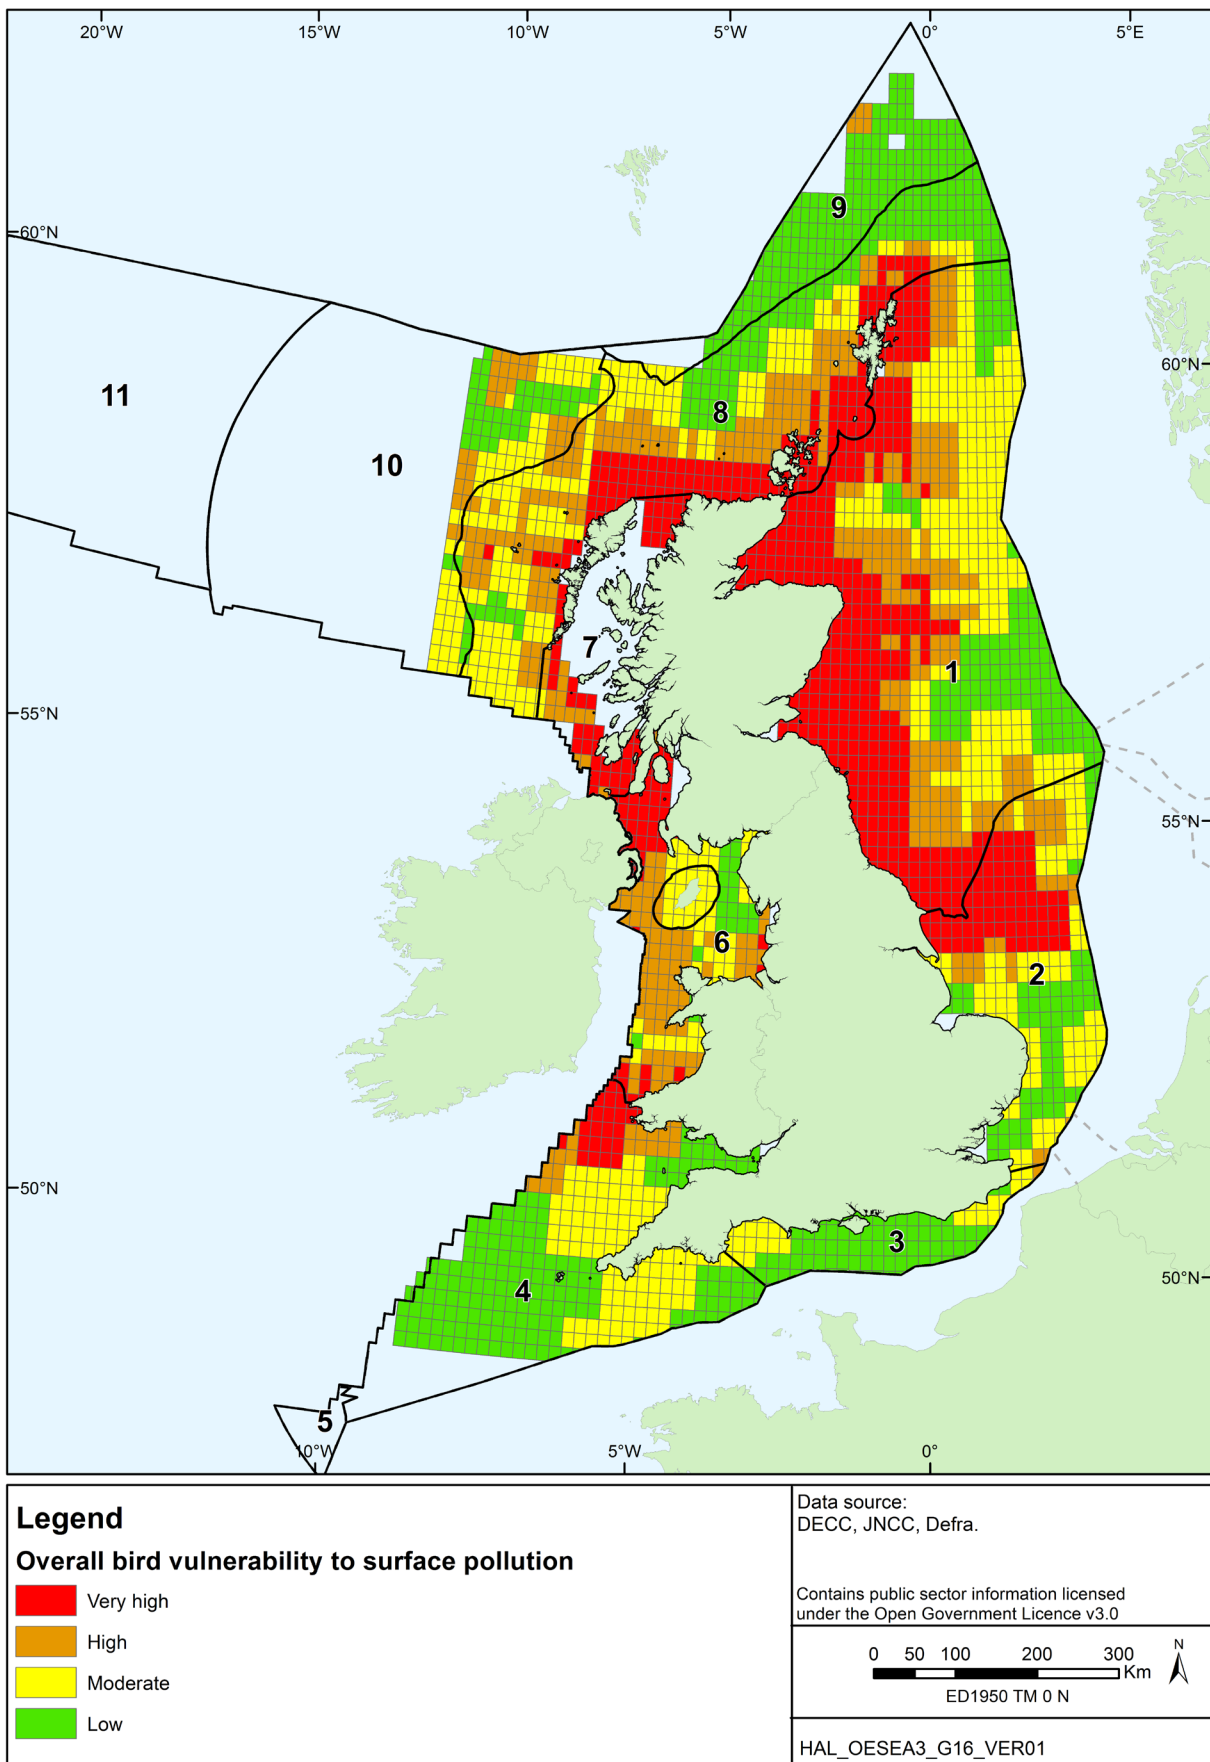 20°W
15°W
10°W
5°W
0°
5°E
9
60°N
60°N
11
8
10
7
1
55°N
55°N
6
2
50°N
3
50°N
4
5
10°W
5°W
0°
Legend
Overall bird vulnerability to surface pollution
Very high
High
Moderate
Low
Data source:
DECC, JNCC, Defra.
Contains public sector information licensed
under the Open Government Licence v3.0
0 50 100 200 300
Km
N
ED1950 TM 0 N
HAL_OESEA3_G16_VER01